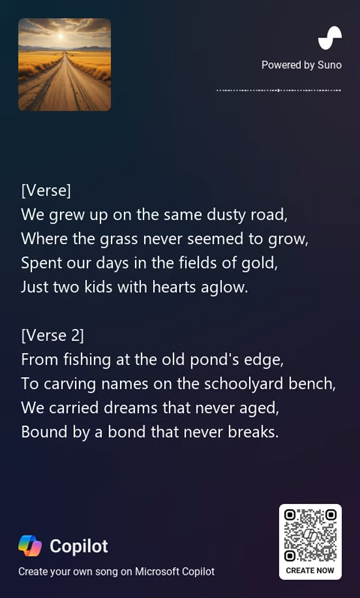 Powered by Suno
[Verse]
We grew up on the same dusty road,
Where the grass never seemed to grow,
Spent our days in the fields of gold,
Just two kids with hearts aglow.
[Verse 2]
From fishing at the old pond's edge,
To carving names on the schoolyard bench,
We carried dreams that never aged,
Bound by a bond that never breaks.
Copilot
Create your own song on Microsoft Copilot
CREATE NOW